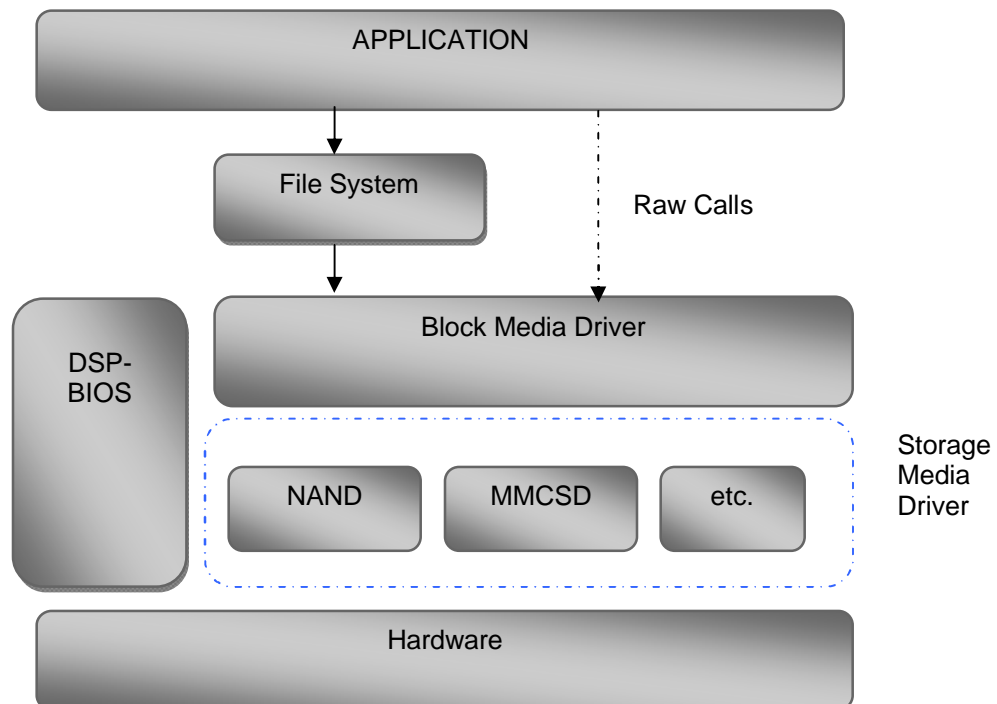 APPLICATION
File System
Raw Calls
Block Media Driver
DSP-
BIOS
Storage
Media
Driver
NAND
MMCSD
etc.
Hardware